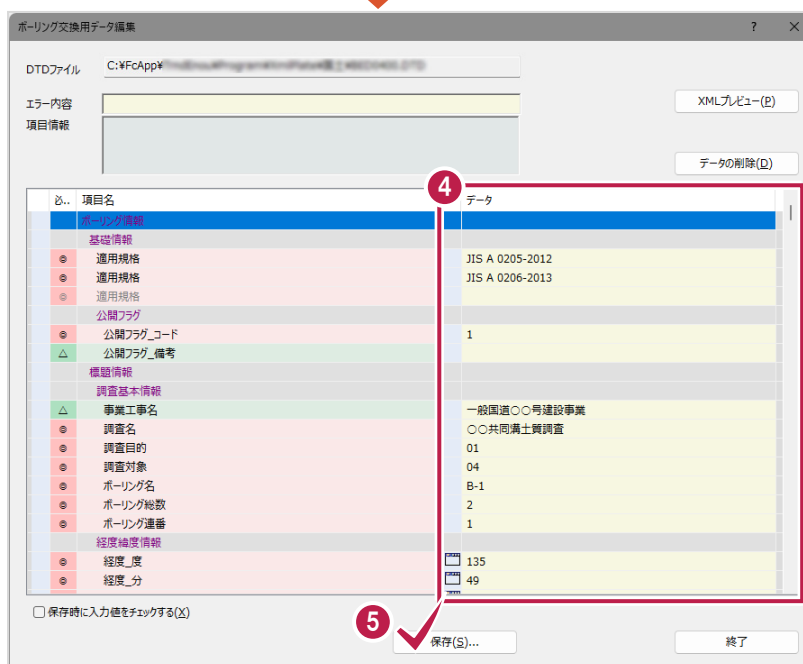 ボーリング交換用データ編集
DTDファイル C:¥FcApp¥
エラー内容
XMLプレビュー(P)
項目情報
データの削除(D)
4
必.. 項目名 データ
ボーリング情報
基礎情報
◎ 適用規格 JIS A 0205-2012
◎ 適用規格 JIS A 0206-2013
◎ 適用規格
公開フラグ
◎ 公開フラグ_コード 1
△ 公開フラグ_備考
標題情報
調査基本情報
△ 事業工事名 一般国道○○号建設事業
◎ 調査名 ○○共同溝土質調査
◎ 調査目的 01
◎ 調査対象 04
◎ ボーリング名 B-1
◎ ボーリング総数 2
◎ ボーリング連番 1
経度緯度情報
◎ 経度_度 135
◎ 経度_分 49
保存時に入力値をチェックする(X)
5
保存(S)...
終了